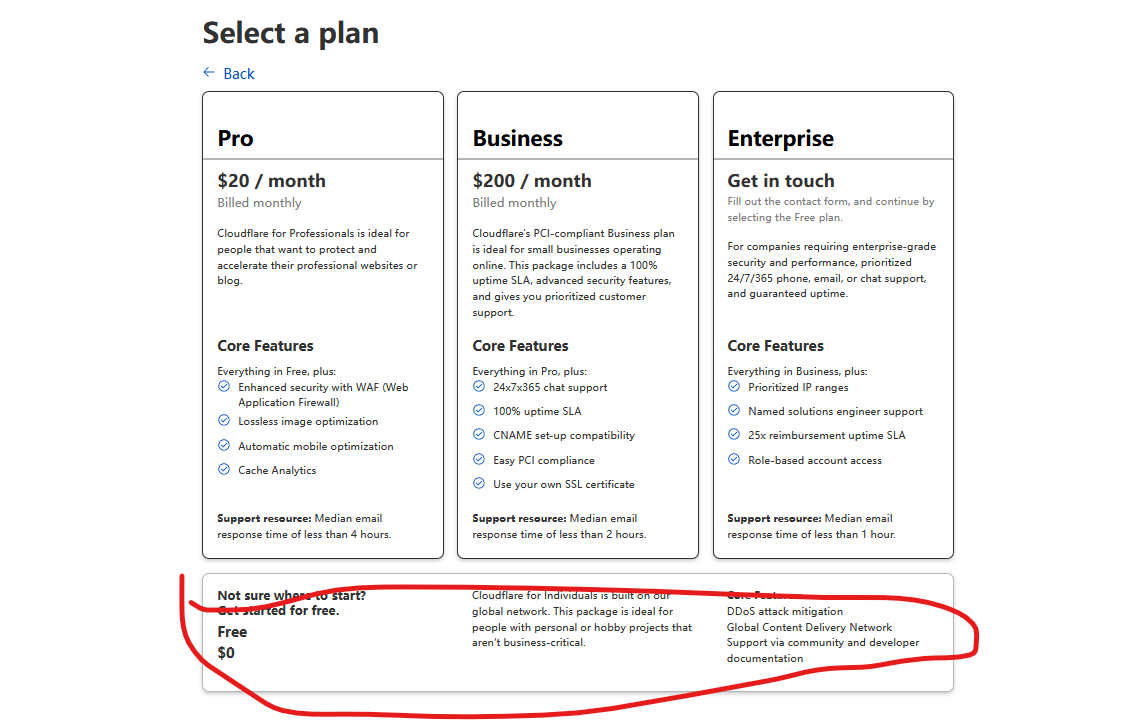 Select a plan
← Back
Pro
$20 / month
Billed monthly
Cloudflare for Professionals is ideal for
people that want to protect and
accelerate their professional websites or
blog.
Core Features
Everything in Free, plus:
Enhanced security with WAF (Web
Application Firewall)
Lossless image optimization
Automatic mobile optimization
Cache Analytics
Support resource: Median email
response time of less than 4 hours.
Business
$200 / month
Billed monthly
Cloudflare's PCI-compliant Business plan
is ideal for small businesses operating
online. This package includes a 100%
uptime SLA, advanced security features,
and gives you prioritized customer
support.
Core Features
Everything in Pro, plus:
24x7x365 chat support
100% uptime SLA
CNAME set-up compatibility
Easy PCI compliance
Use your own SSL certificate
Support resource: Median email
response time of less than 2 hours.
Enterprise
Get in touch
Fill out the contact form, and continue by
selecting the Free plan.
For companies requiring enterprise-grade
security and performance, prioritized
24/7/365 phone, email, or chat support,
and guaranteed uptime.
Core Features
Everything in Business, plus:
Prioritized IP ranges
Named solutions engineer support
25x reimbursement uptime SLA
Role-based account access
Support resource: Median email
response time of less than 1 hour.
Not sure where to start?
Get started for free.
Free
$0
Cloudflare for Individuals is built on our
global network. This package is ideal for
people with personal or hobby projects that
aren't business-critical.
Core Features
DDoS attack mitigation
Global Content Delivery Network
Support via community and developer
documentation